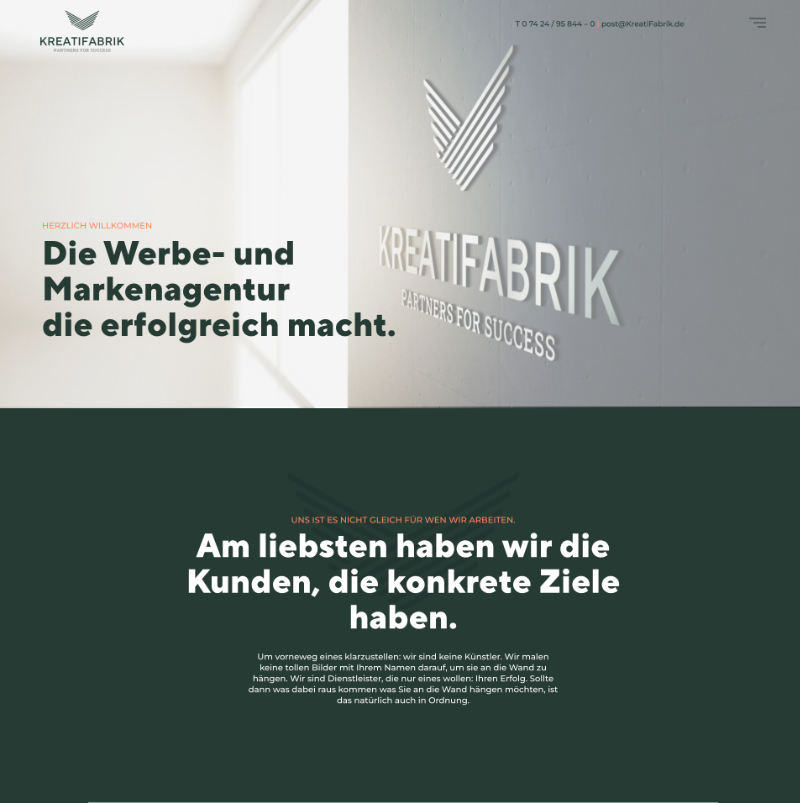 KREATIFABRIK
PARTNERS FOR SUCCESS
T 0 74 24 / 95 844 – 0 | post@KreatiFabrik.de
KREATIFABRIK
PARTNERS FOR SUCCESS
HERZLICH WILLKOMMEN
Die Werbe- und
Markenagentur
die erfolgreich macht.
UNS IST ES NICHT GLEICH FÜR WEN WIR ARBEITEN.
Am liebsten haben wir die
Kunden, die konkrete Ziele
haben.
Um vorneweg eines klarzustellen: wir sind keine Künstler. Wir malen
keine tollen Bilder mit Ihrem Namen darauf, um sie an die Wand zu
hängen. Wir sind Dienstleister, die nur eines wollen: Ihren Erfolg. Sollte
dann was dabei raus kommen was Sie an die Wand hängen möchten, ist
das natürlich auch in Ordnung.